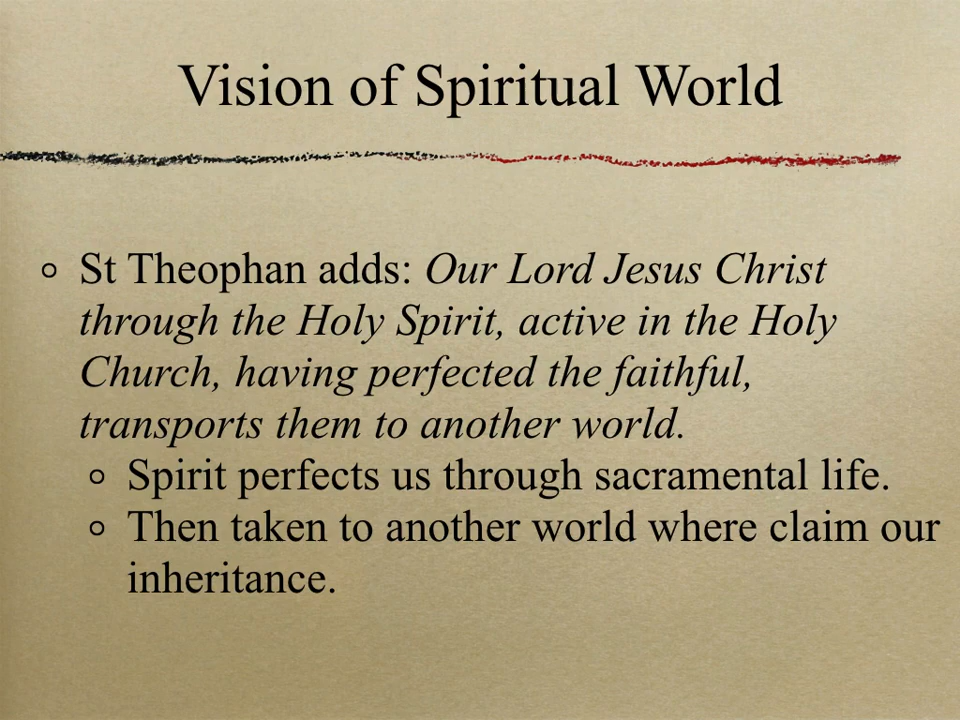 Vision of Spiritual World
St Theophan adds: Our Lord Jesus Christ
through the Holy Spirit, active in the Holy
Church, having perfected the faithful,
transports them to another world.
Spirit perfects us through sacramental life.
Then taken to another world where claim our
inheritance.